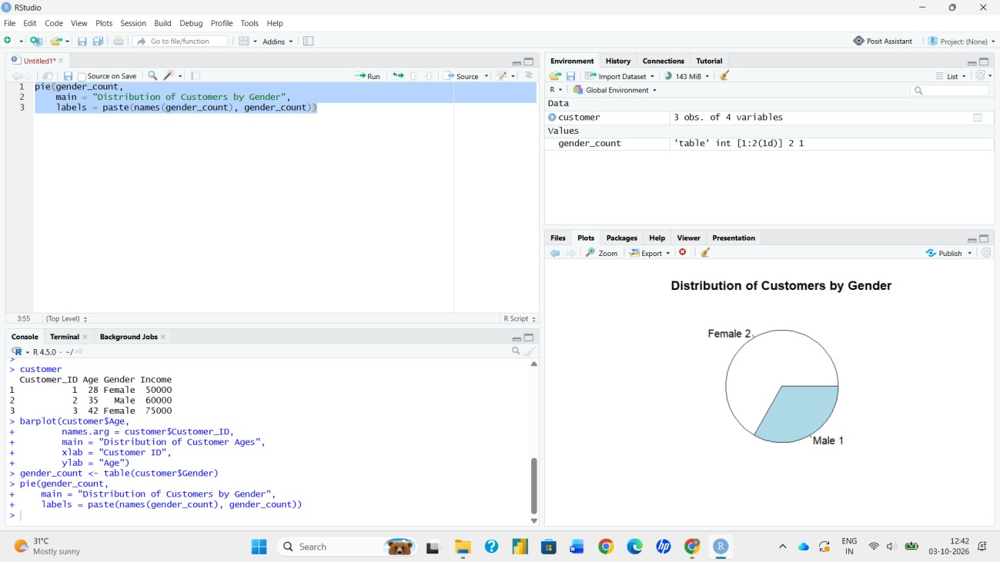 RStudio
File Edit Code View Plots Session Build Debug Profile Tools Help
Go to file/function Addins Posit Assistant Project: (None)
Untitled1*
Source on Save Run Source
1 pie(gender_count,
2     main = "Distribution of Customers by Gender",
3     labels = paste(names(gender_count), gender_count))
3:55 (Top Level) R Script
Console Terminal Background Jobs
R 4.5.0 · ~/
>
> customer
  Customer_ID Age Gender Income
1           1  28 Female  50000
2           2  35   Male  60000
3           3  42 Female  75000
> barplot(customer$Age,
+         names.arg = customer$Customer_ID,
+         main = "Distribution of Customer Ages",
+         xlab = "Customer ID",
+         ylab = "Age")
> gender_count <- table(customer$Gender)
> pie(gender_count,
+     main = "Distribution of Customers by Gender",
+     labels = paste(names(gender_count), gender_count))
>
Environment History Connections Tutorial
Import Dataset 143 MiB List
R Global Environment
Data
customer 3 obs. of 4 variables
Values
gender_count 'table' int [1:2(1d)] 2 1
Files Plots Packages Help Viewer Presentation
Zoom Export Publish
Distribution of Customers by Gender
Female 2
Male 1
31°C
Mostly sunny
Search
ENG
IN
12:42
03-10-2026